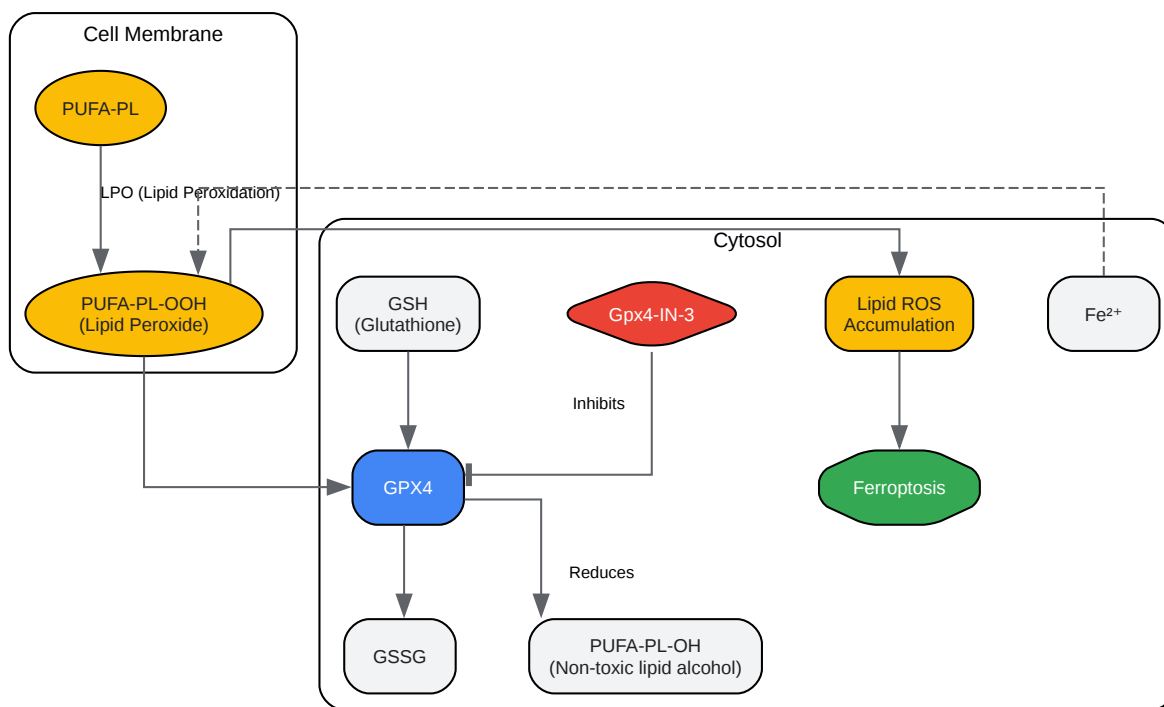 Cell Membrane
PUFA-PL
LPO (Lipid Peroxidation)
PUFA-PL-OOH
(Lipid Peroxide)
Cytosol
GSH
(Glutathione)
Gpx4-IN-3
Lipid ROS
Accumulation
Fe²⁺
Inhibits
GPX4
Ferroptosis
Reduces
GSSG
PUFA-PL-OH
(Non-toxic lipid alcohol)